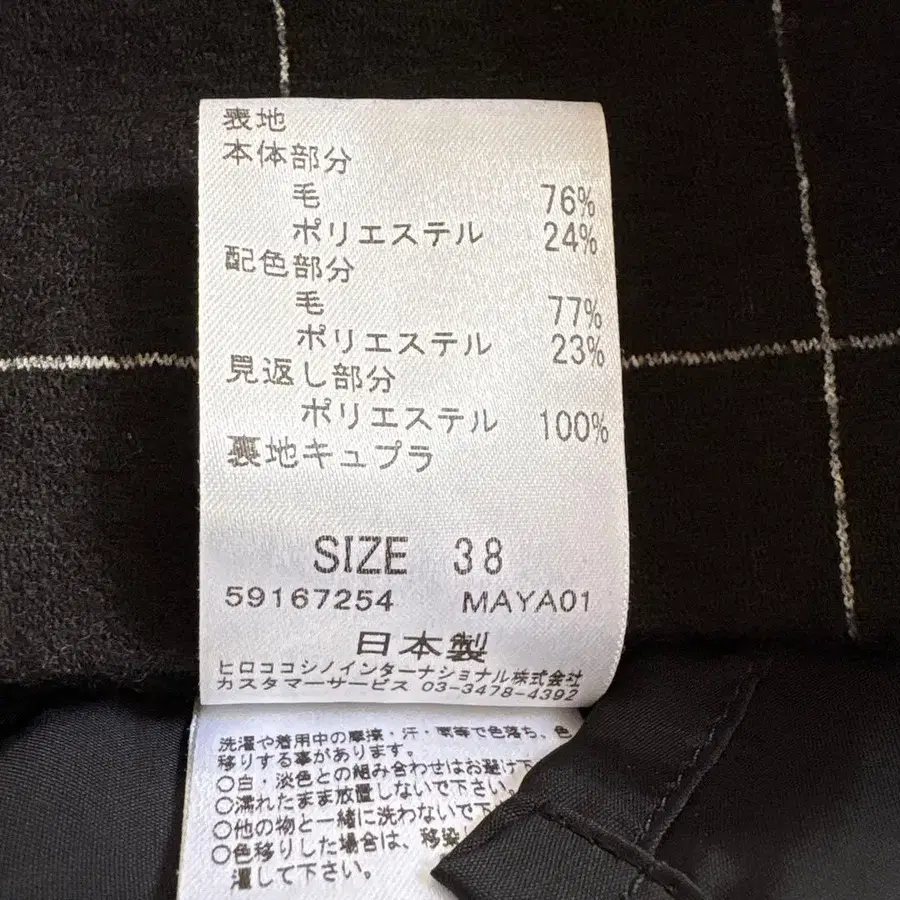 表地
本体部分
毛 76%
ポリエステル 24%
配色部分
毛 77%
ポリエステル 23%
見返し部分
ポリエステル 100%
裏地キュプラ
SIZE 38
59167254 MAYA01
日本製
ヒロココシノインターナショナル株式会社
カスタマーサービス 03-3478-4392
洗濯や着用中の摩擦・汗・雨等で色落ち、色
移りする事があります。
○白・淡色との組み合わせはお避け下
○濡れたまま放置しないで下さい。
○他の物と一緒に洗わないで下さ
○色移りした場合は、移染し
濯して下さい。